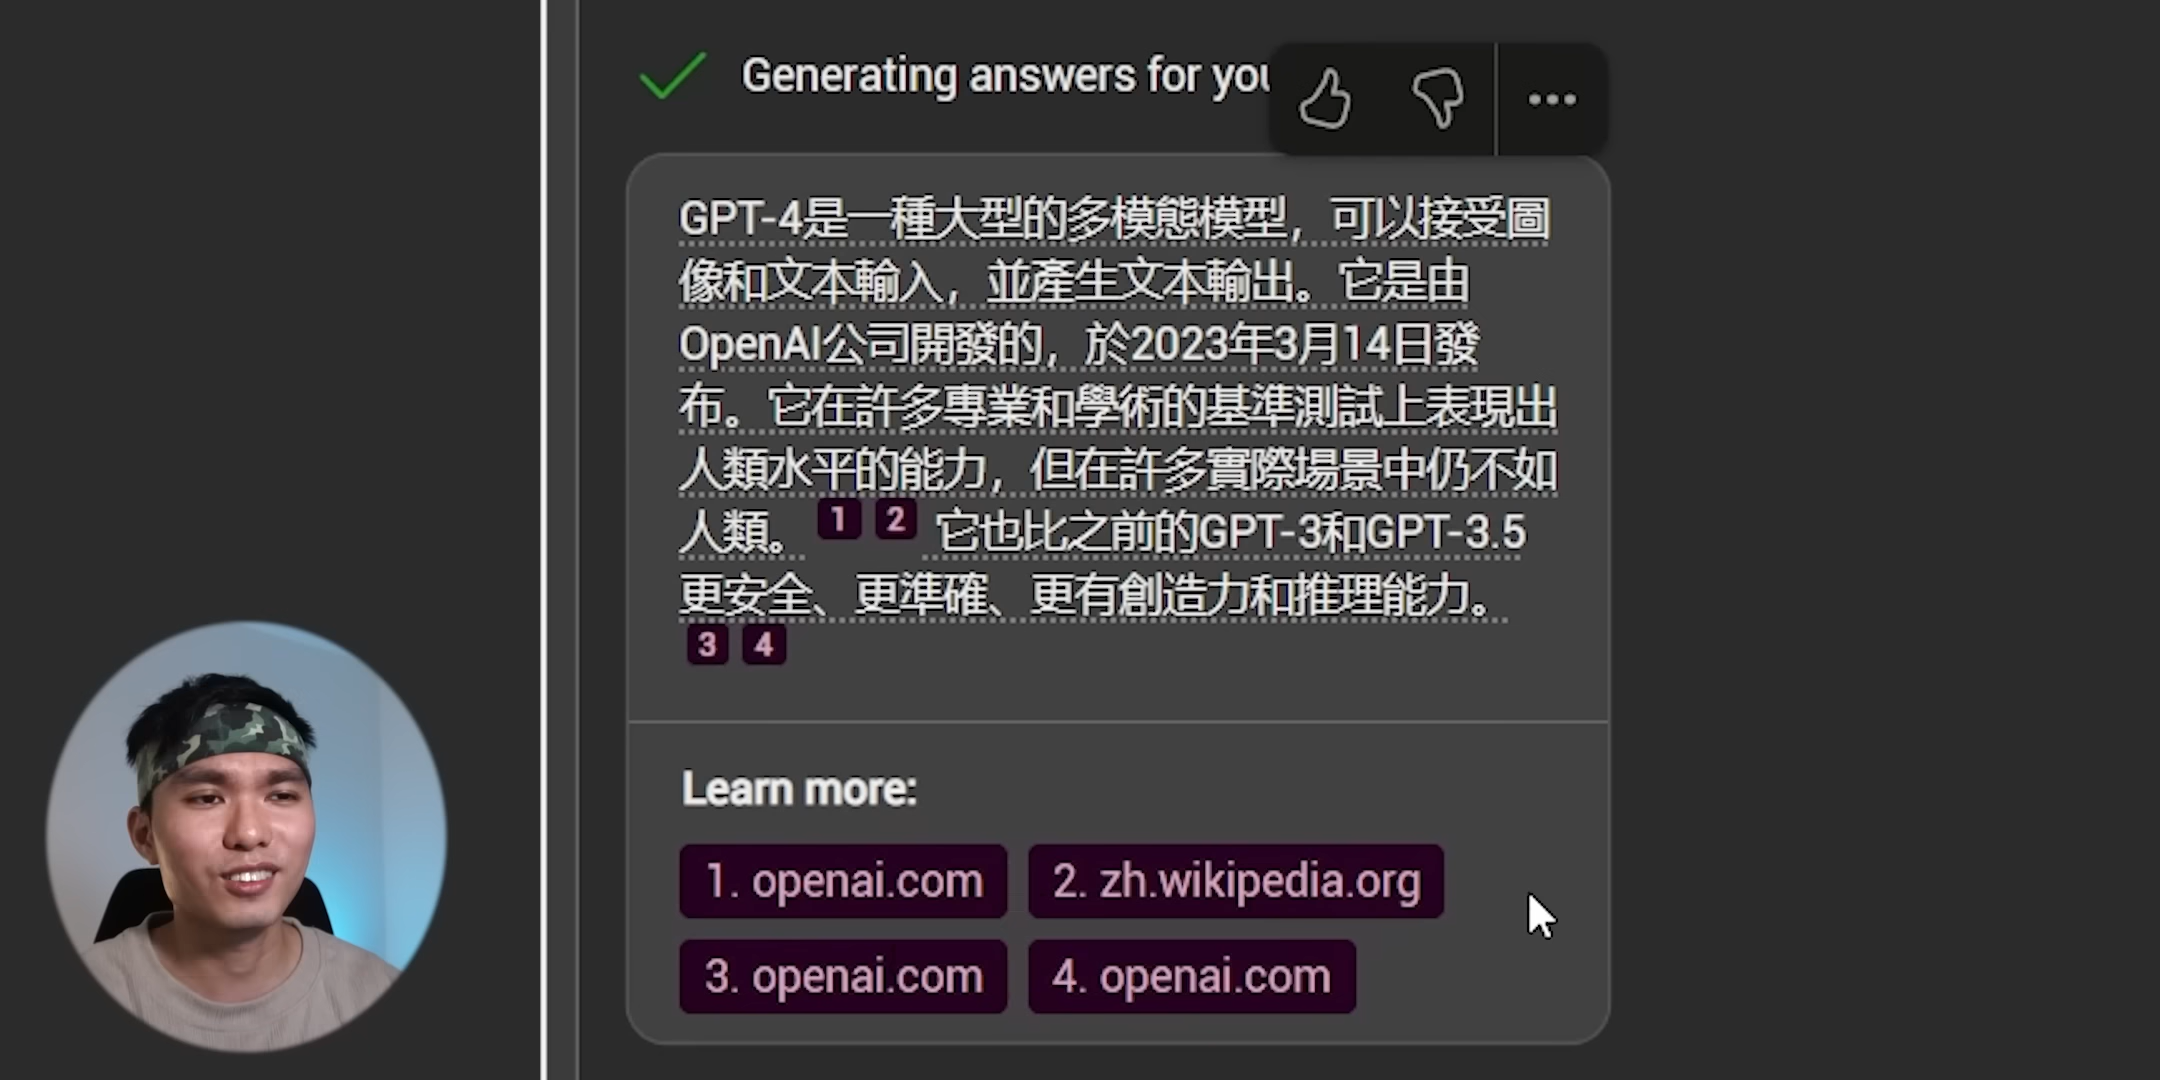 Generating answers for you
GPT-4是一種大型的多模態模型，可以接受圖
像和文本輸入，並產生文本輸出。它是由
OpenAI公司開發的，於2023年3月14日發
布。它在許多專業和學術的基準測試上表現出
人類水平的能力，但在許多實際場景中仍不如
人類。 1 2 它也比之前的GPT-3和GPT-3.5
更安全、更準確、更有創造力和推理能力。
3 4
Learn more:
1. openai.com 2. zh.wikipedia.org
3. openai.com 4. openai.com